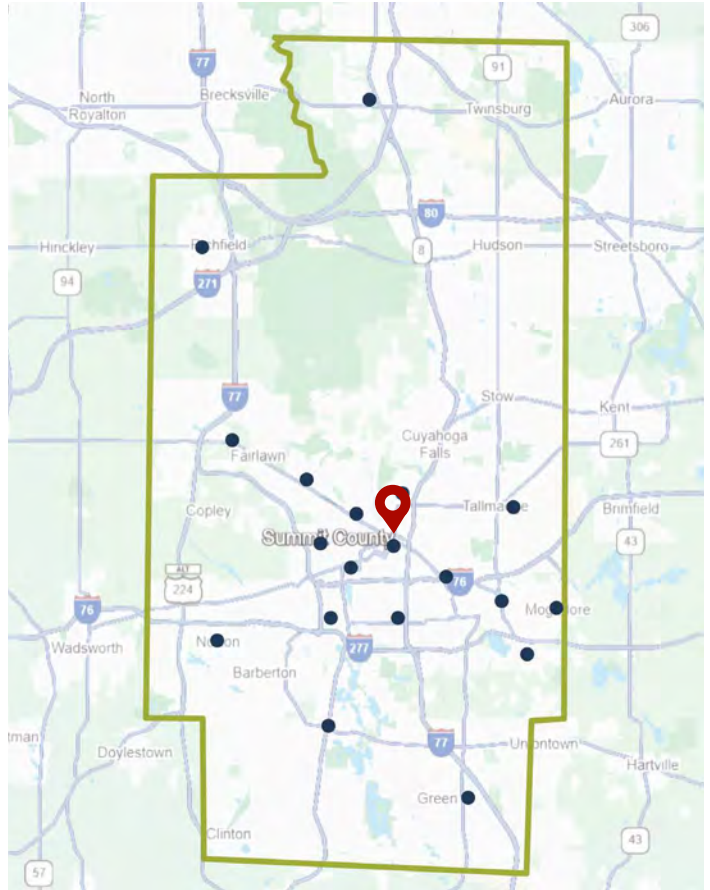 306
77
91
North
Royalton
Brecksville
Twinsburg
Aurora
80
Hinckley
Richfield
8
Hudson
Streetsboro
94
271
77
Stow
Kent
Cuyahoga
Falls
261
Fairlawn
Copley
Tallmadge
Brimfield
Summit County
43
ALT
224
76
76
Mogadore
Wadsworth
Norton
277
Barberton
tman
Doylestown
77
Uniontown
Hartville
Green
Clinton
43
57